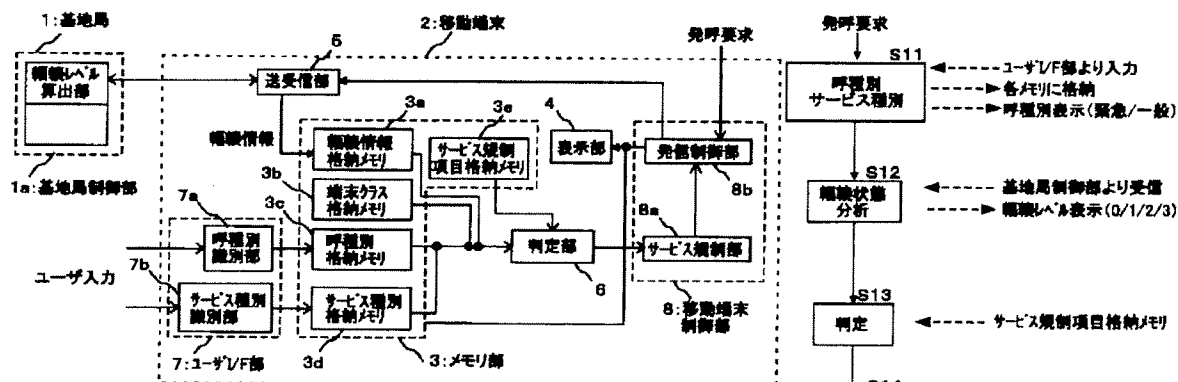 1:基地局
輻輳レベル
算出部
1a:基地局制御部
2:移動端末
5
送受信部
輻輳情報
3a
輻輳情報
格納メモリ
3e
サービス規制
項目格納メモリ
3b
端末クラス
格納メモリ
3c
呼種別
格納メモリ
サービス種別
格納メモリ
3d
3:メモリ部
ユーザ入力
7a
呼種別
識別部
7b
サービス種別
識別部
7:ユーザI/F部
4
表示部
判定部
6
発呼要求
発信制御部
8b
8a
サービス規制部
8:移動端末
制御部
発呼要求
S11
呼種別
サービス種別
ユーザI/F部より入力
各メモリに格納
呼種別表示(緊急/一般)
S12
輻輳状態
分析
基地局制御部より受信
輻輳レベル表示(0/1/2/3)
S13
判定
サービス規制項目格納メモリ